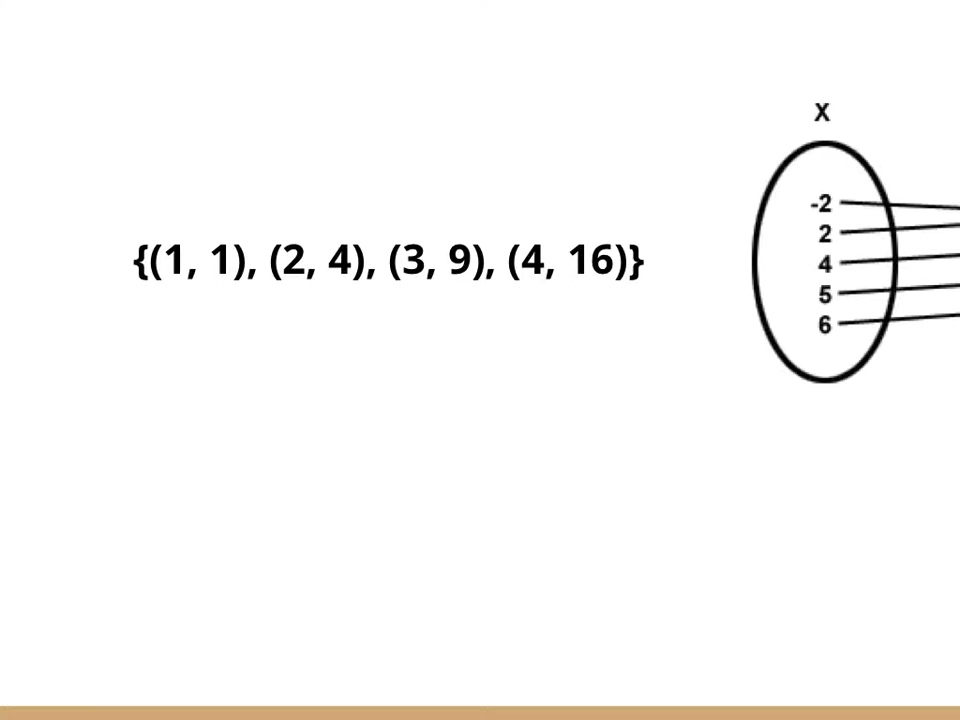 {(1, 1), (2, 4), (3, 9), (4, 16)}
X
-2
2
4
5
6